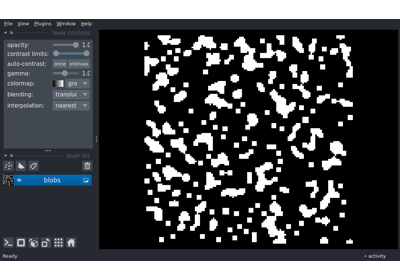 File View Plugins Window Help
layer controls
opacity: 1.0
contrast limits:
auto-contrast: once
gamma: 1.0
colormap: gra
blending: translu
interpolation: nearest
layer list
blobs
Ready
activity